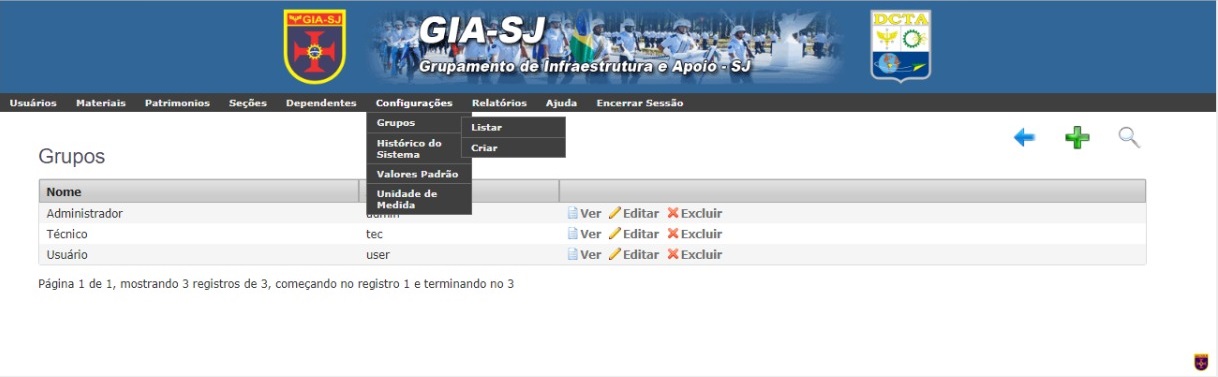 GIA-SJ
GIA-SJ
Grupamento de Infraestrutura e Apoio - SJ
DCTA
Usuários Materiais Patrimonios Seções Dependentes Configurações Relatórios Ajuda Encerrar Sessão
Grupos
Listar
Criar
Histórico do
Sistema
Valores Padrão
Unidade de
Medida
Grupos
Nome
Administrador admin Ver Editar Excluir
Técnico tec Ver Editar Excluir
Usuário user Ver Editar Excluir
Página 1 de 1, mostrando 3 registros de 3, começando no registro 1 e terminando no 3